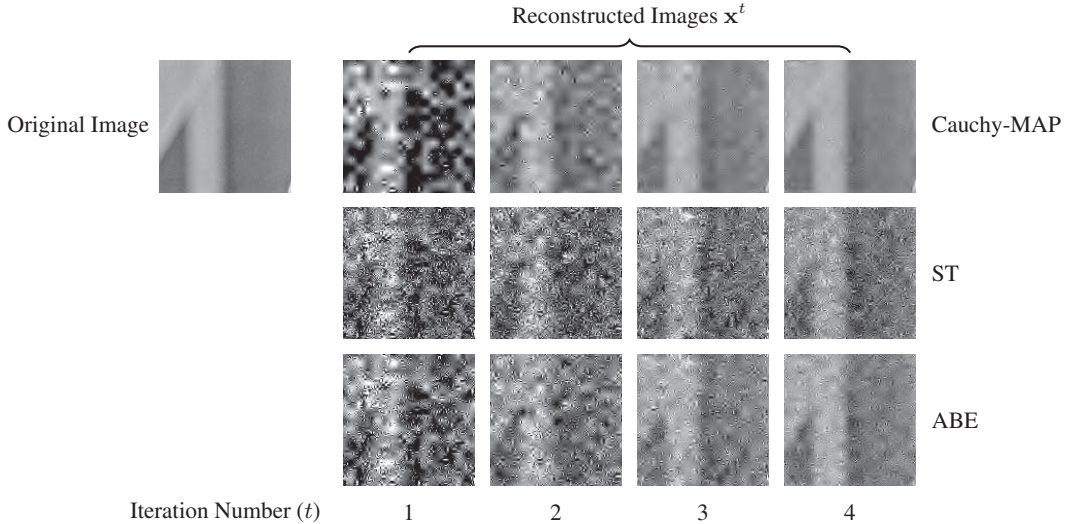 Reconstructed Images x^t
Original Image
Cauchy-MAP
ST
ABE
Iteration Number (t) 1 2 3 4